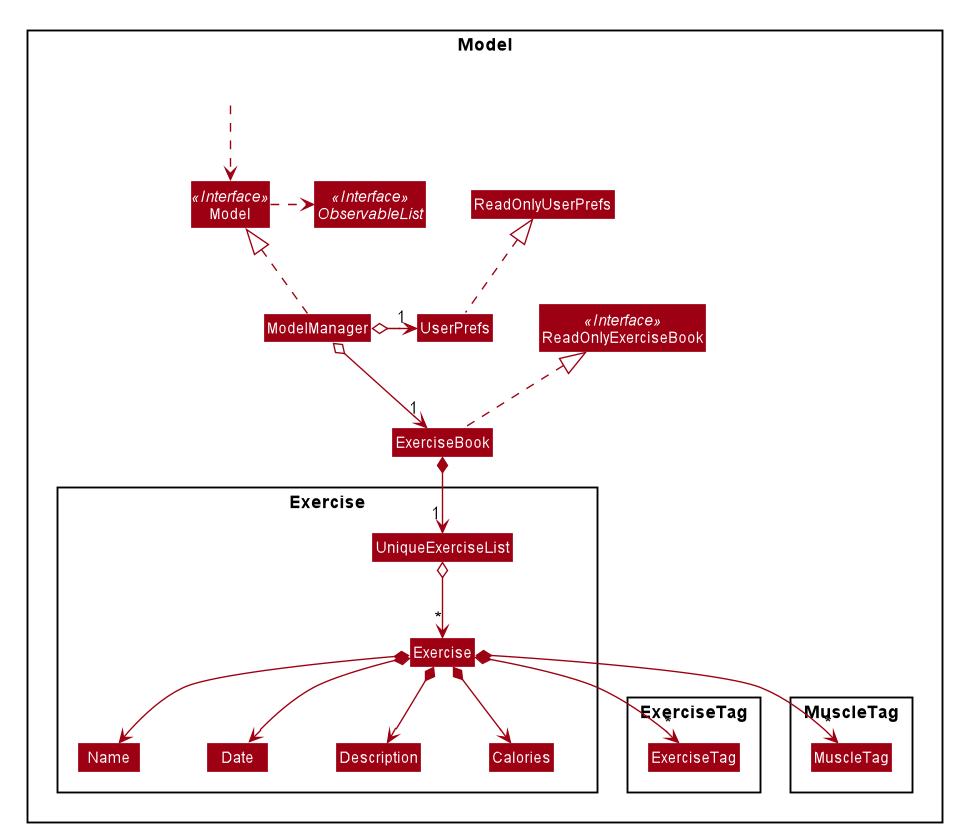 Model
«Interface»
Model
«Interface»
ObservableList
ReadOnlyUserPrefs
ModelManager
1
UserPrefs
«Interface»
ReadOnlyExerciseBook
1
ExerciseBook
Exercise
1
UniqueExerciseList
*
Exercise
ExerciseTag
*
MuscleTag
*
Name
Date
Description
Calories
ExerciseTag
MuscleTag